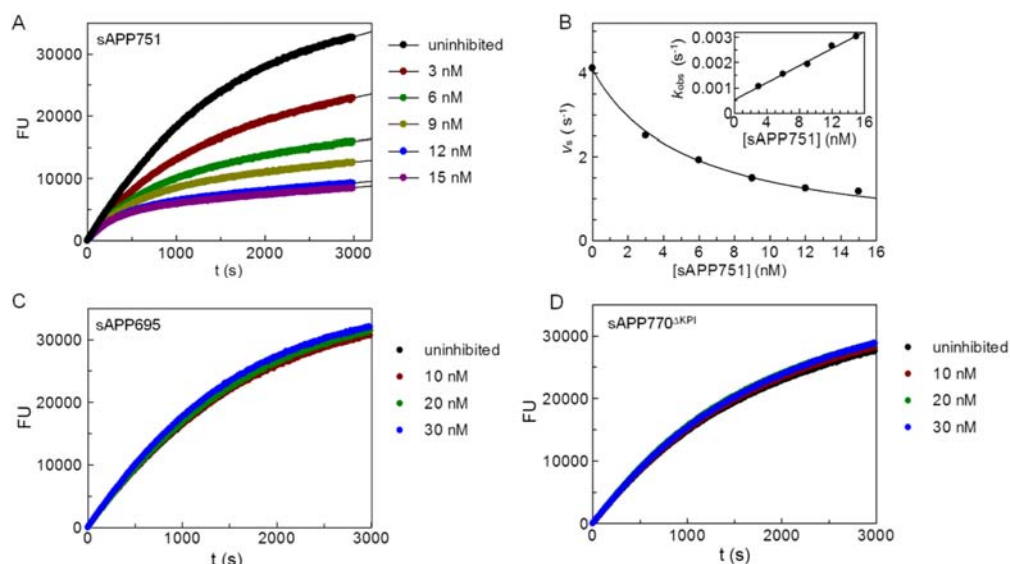 A
sAPP751
FU
30000
20000
10000
0
0 1000 2000 3000
t (s)
uninhibited
3 nM
6 nM
9 nM
12 nM
15 nM
B
vs (s-1)
4
2
0
0 2 4 6 8 10 12 14 16
[sAPP751] (nM)
kobs (s-1)
0.003
0.002
0.001
0
0 4 8 12 16
[sAPP751] (nM)
C
sAPP695
FU
30000
20000
10000
0
0 1000 2000 3000
t (s)
uninhibited
10 nM
20 nM
30 nM
D
sAPP770ΔKPI
FU
30000
20000
10000
0
0 1000 2000 3000
t (s)
uninhibited
10 nM
20 nM
30 nM